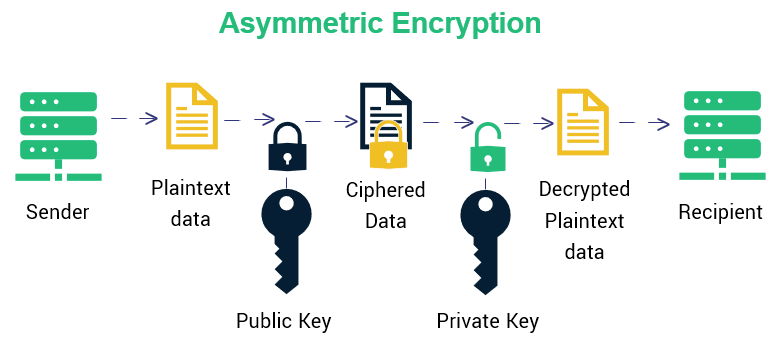 Asymmetric Encryption
Sender
Plaintext
data
Public Key
Ciphered
Data
Private Key
Decrypted
Plaintext
data
Recipient